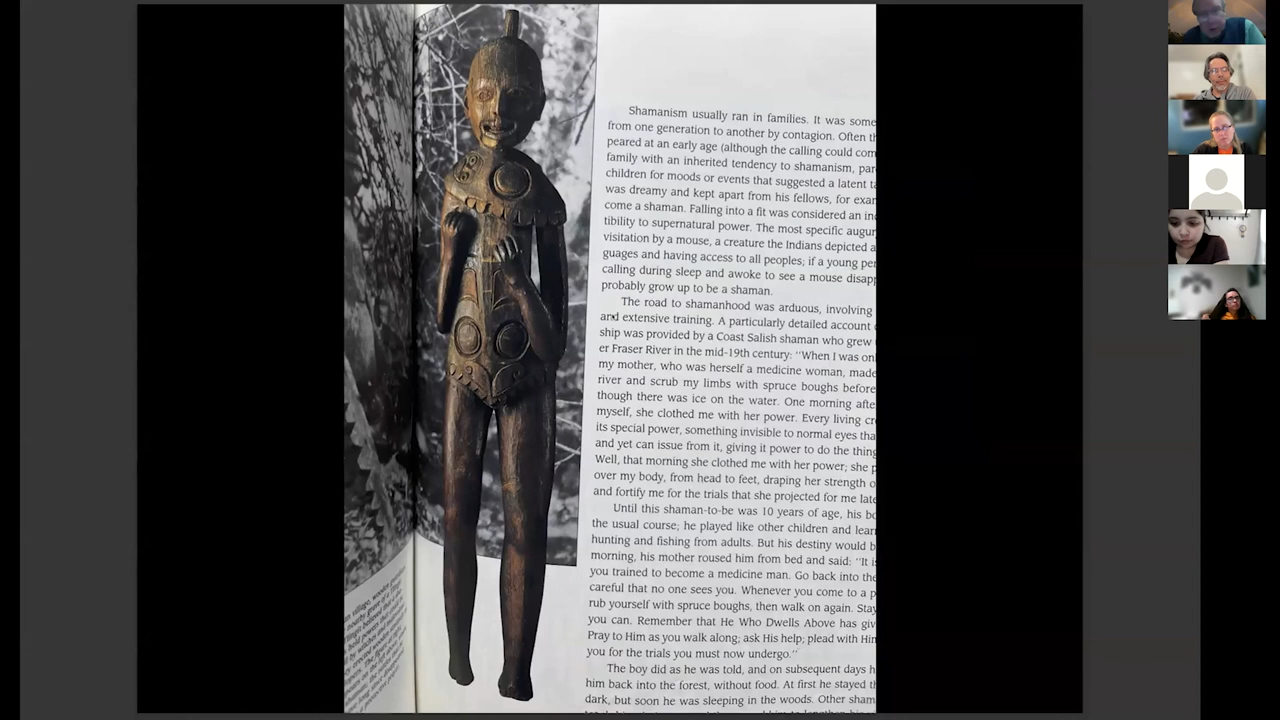 Shamanism usually ran in families. It was some
from one generation to another by contagion. Often th
peared at an early age (although the calling could com
family with an inherited tendency to shamanism, par
children for moods or events that suggested a latent ta
was dreamy and kept apart from his fellows, for exar
come a shaman. Falling into a fit was considered an in
tibility to supernatural power. The most specific augur
visitation by a mouse, a creature the Indians depicted a
guages and having access to all peoples; if a young per
calling during sleep and awoke to see a mouse disapp
probably grow up to be a shaman.
The road to shamanhood was arduous, involving
and extensive training. A particularly detailed account
ship was provided by a Coast Salish shaman who grew
er Fraser River in the mid-19th century: "When I was onl
my mother, who was herself a medicine woman, made
river and scrub my limbs with spruce boughs before
though there was ice on the water. One morning afte
myself, she clothed me with her power. Every living cr
its special power, something invisible to normal eyes tha
and yet can issue from it, giving it power to do the thing
Well, that morning she clothed me with her power; she p
over my body, from head to feet, draping her strength o
and fortify me for the trials that she projected for me late
Until this shaman-to-be was 10 years of age, his bo
the usual course; he played like other children and lear
hunting and fishing from adults. But his destiny would b
morning, his mother roused him from bed and said: "It is
you trained to become a medicine man. Go back into the
careful that no one sees you. Whenever you come to a p
rub yourself with spruce boughs, then walk on again. Stay
you can. Remember that He Who Dwells Above has giv
Pray to Him as you walk along; ask His help; plead with Him
you for the trials you must now undergo."
The boy did as he was told, and on subsequent days h
him back into the forest, without food. At first he stayed th
dark, but soon he was sleeping in the woods. Other sham